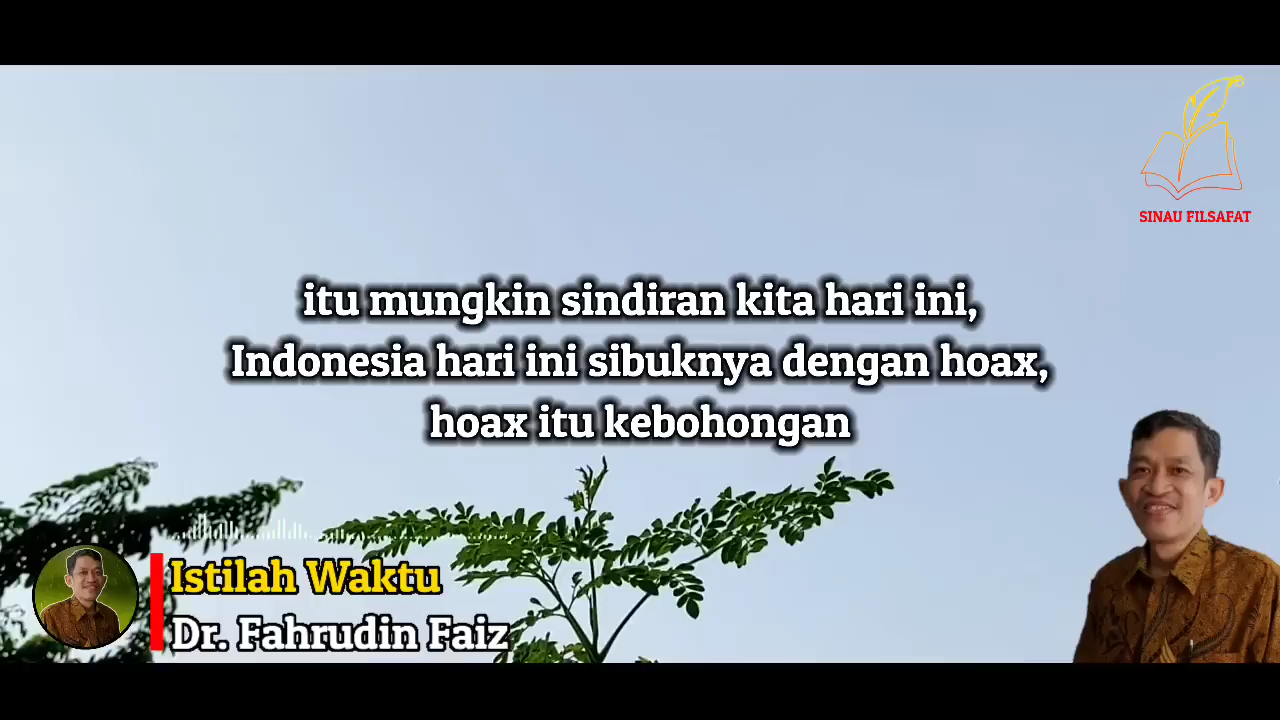 SINAU FILSAFAT
itu mungkin sindiran kita hari ini,
Indonesia hari ini sibuknya dengan hoax,
hoax itu kebohongan
Istilah Waktu
Dr. Fahrudin Faiz